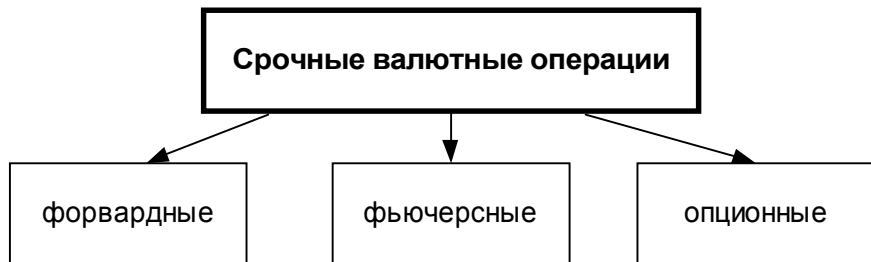 Срочные валютные операции
форвардные
фьючерсные
опционные